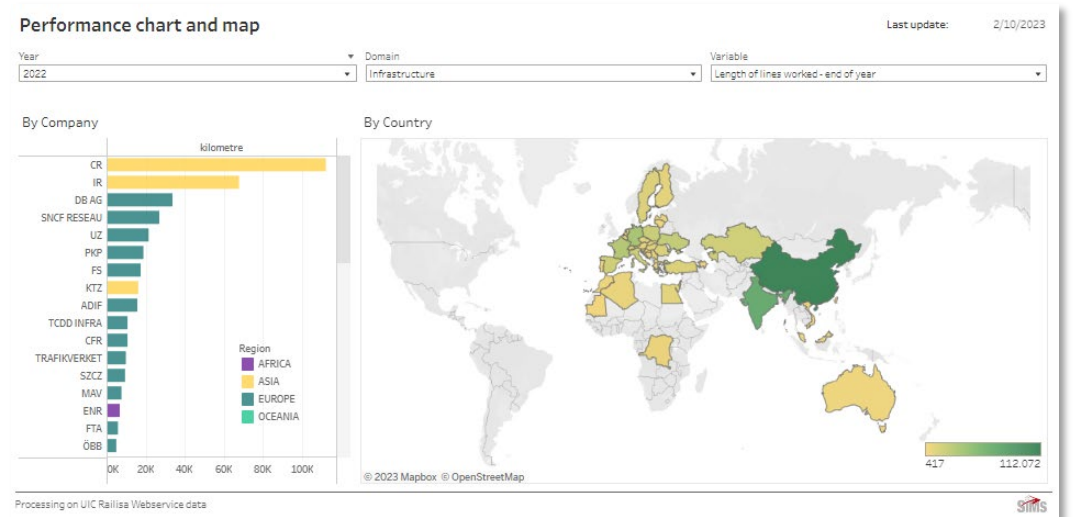 Performance chart and map
Last update: 2/10/2023
Year
2022
Domain
Infrastructure
Variable
Length of lines worked - end of year
By Company
kilometre
CR
IR
DB AG
SNCF RESEAU
UZ
PKP
FS
KTZ
ADIF
TCDD INFRA
CFR
TRAFIKVERKET
SZCZ
MAV
ENR
FTA
ÖBB
0K 20K 40K 60K 80K 100K
Region
AFRICA
ASIA
EUROPE
OCEANIA
By Country
417 112.072
© 2023 Mapbox © OpenStreetMap
Processing on UIC Railisa Webservice data
SIMS